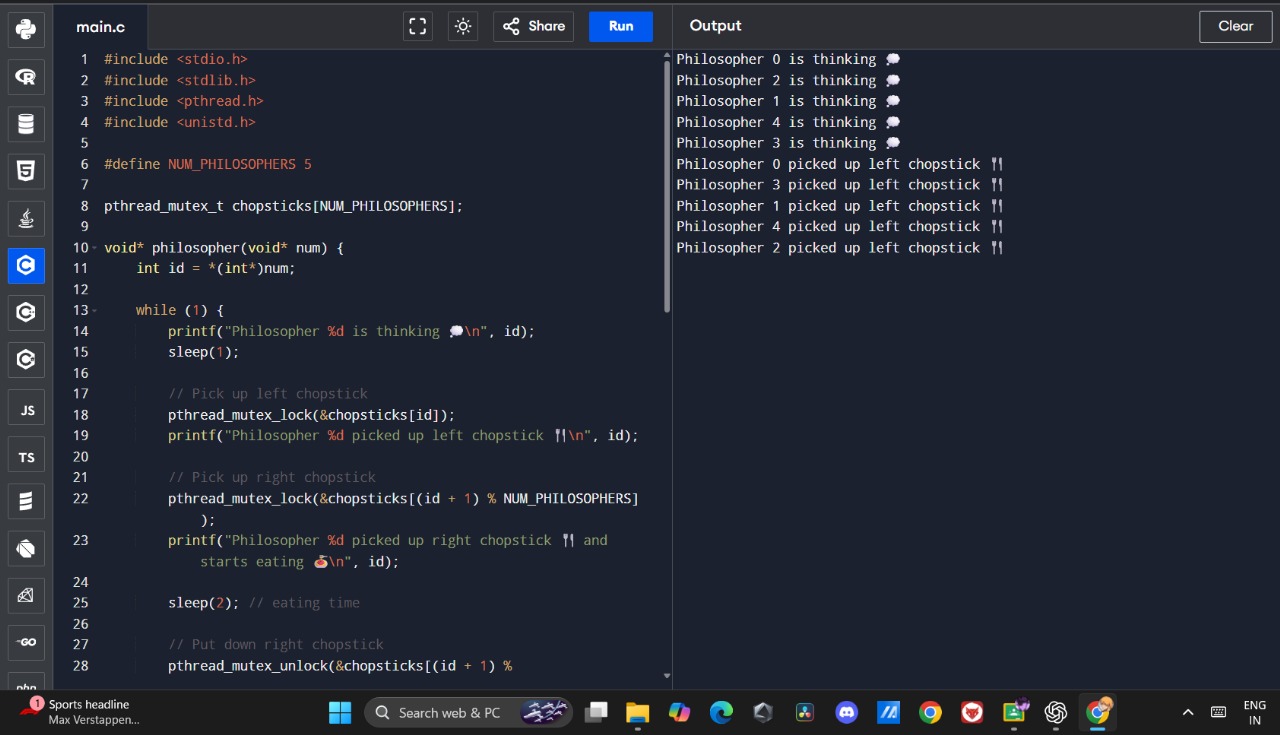 main.c
Share
Run
Output
Clear
1 #include <stdio.h>
2 #include <stdlib.h>
3 #include <pthread.h>
4 #include <unistd.h>
5
6 #define NUM_PHILOSOPHERS 5
7
8 pthread_mutex_t chopsticks[NUM_PHILOSOPHERS];
9
10 void* philosopher(void* num) {
11 int id = *(int*)num;
12
13 while (1) {
14 printf("Philosopher %d is thinking 💭\n", id);
15 sleep(1);
16
17 // Pick up left chopstick
18 pthread_mutex_lock(&chopsticks[id]);
19 printf("Philosopher %d picked up left chopstick 🍴\n", id);
20
21 // Pick up right chopstick
22 pthread_mutex_lock(&chopsticks[(id + 1) % NUM_PHILOSOPHERS]
);
23 printf("Philosopher %d picked up right chopstick 🍴 and
starts eating 🍝\n", id);
24
25 sleep(2); // eating time
26
27 // Put down right chopstick
28 pthread_mutex_unlock(&chopsticks[(id + 1) %
Philosopher 0 is thinking 💭
Philosopher 2 is thinking 💭
Philosopher 1 is thinking 💭
Philosopher 4 is thinking 💭
Philosopher 3 is thinking 💭
Philosopher 0 picked up left chopstick 🍴
Philosopher 3 picked up left chopstick 🍴
Philosopher 1 picked up left chopstick 🍴
Philosopher 4 picked up left chopstick 🍴
Philosopher 2 picked up left chopstick 🍴
R
5
C
C
C
JS
TS
GO
php
1
Sports headline
Max Verstappen...
Search web & PC
ENG
IN